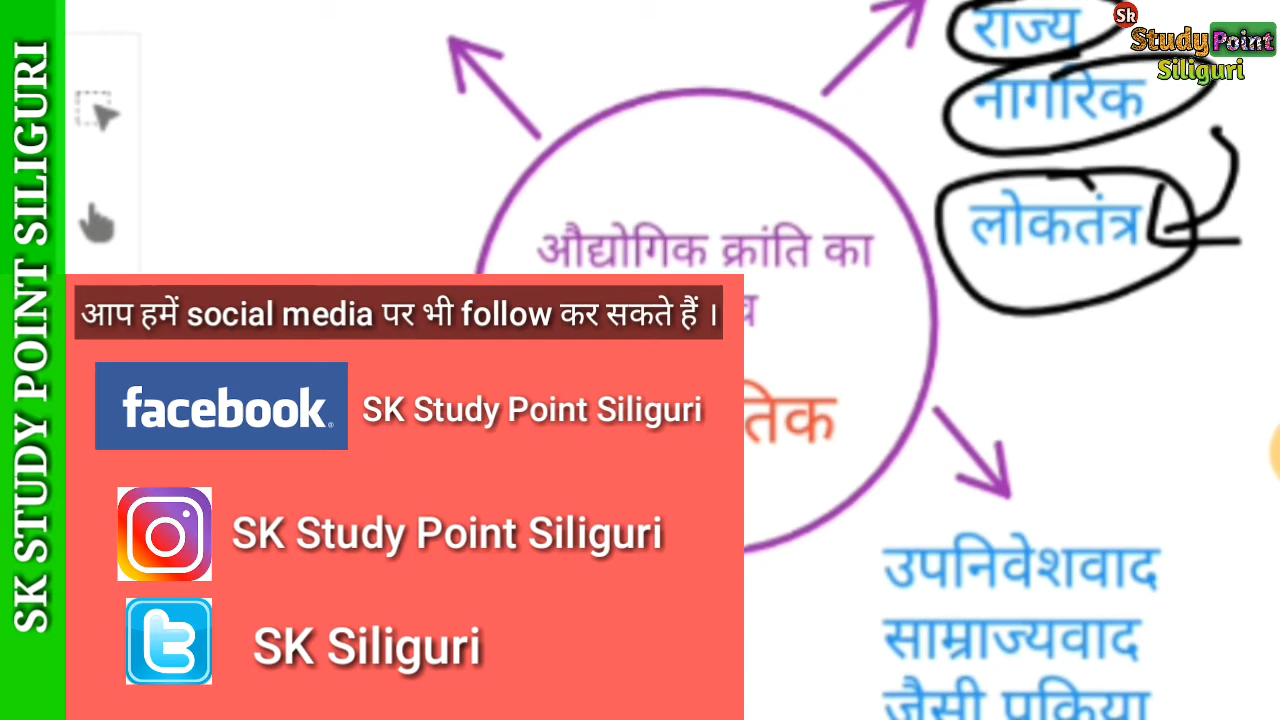 SK STUDY POINT SILIGURI
राज्य
Sk
Study Point
Siliguri
नागरिक
लोकतंत्र
औद्योगिक क्रांति का
आप हमें social media पर भी follow कर सकते हैं ।
facebook
SK Study Point Siliguri
SK Study Point Siliguri
SK Siliguri
उपनिवेशवाद
साम्राज्यवाद
जैसी प्रक्रिया